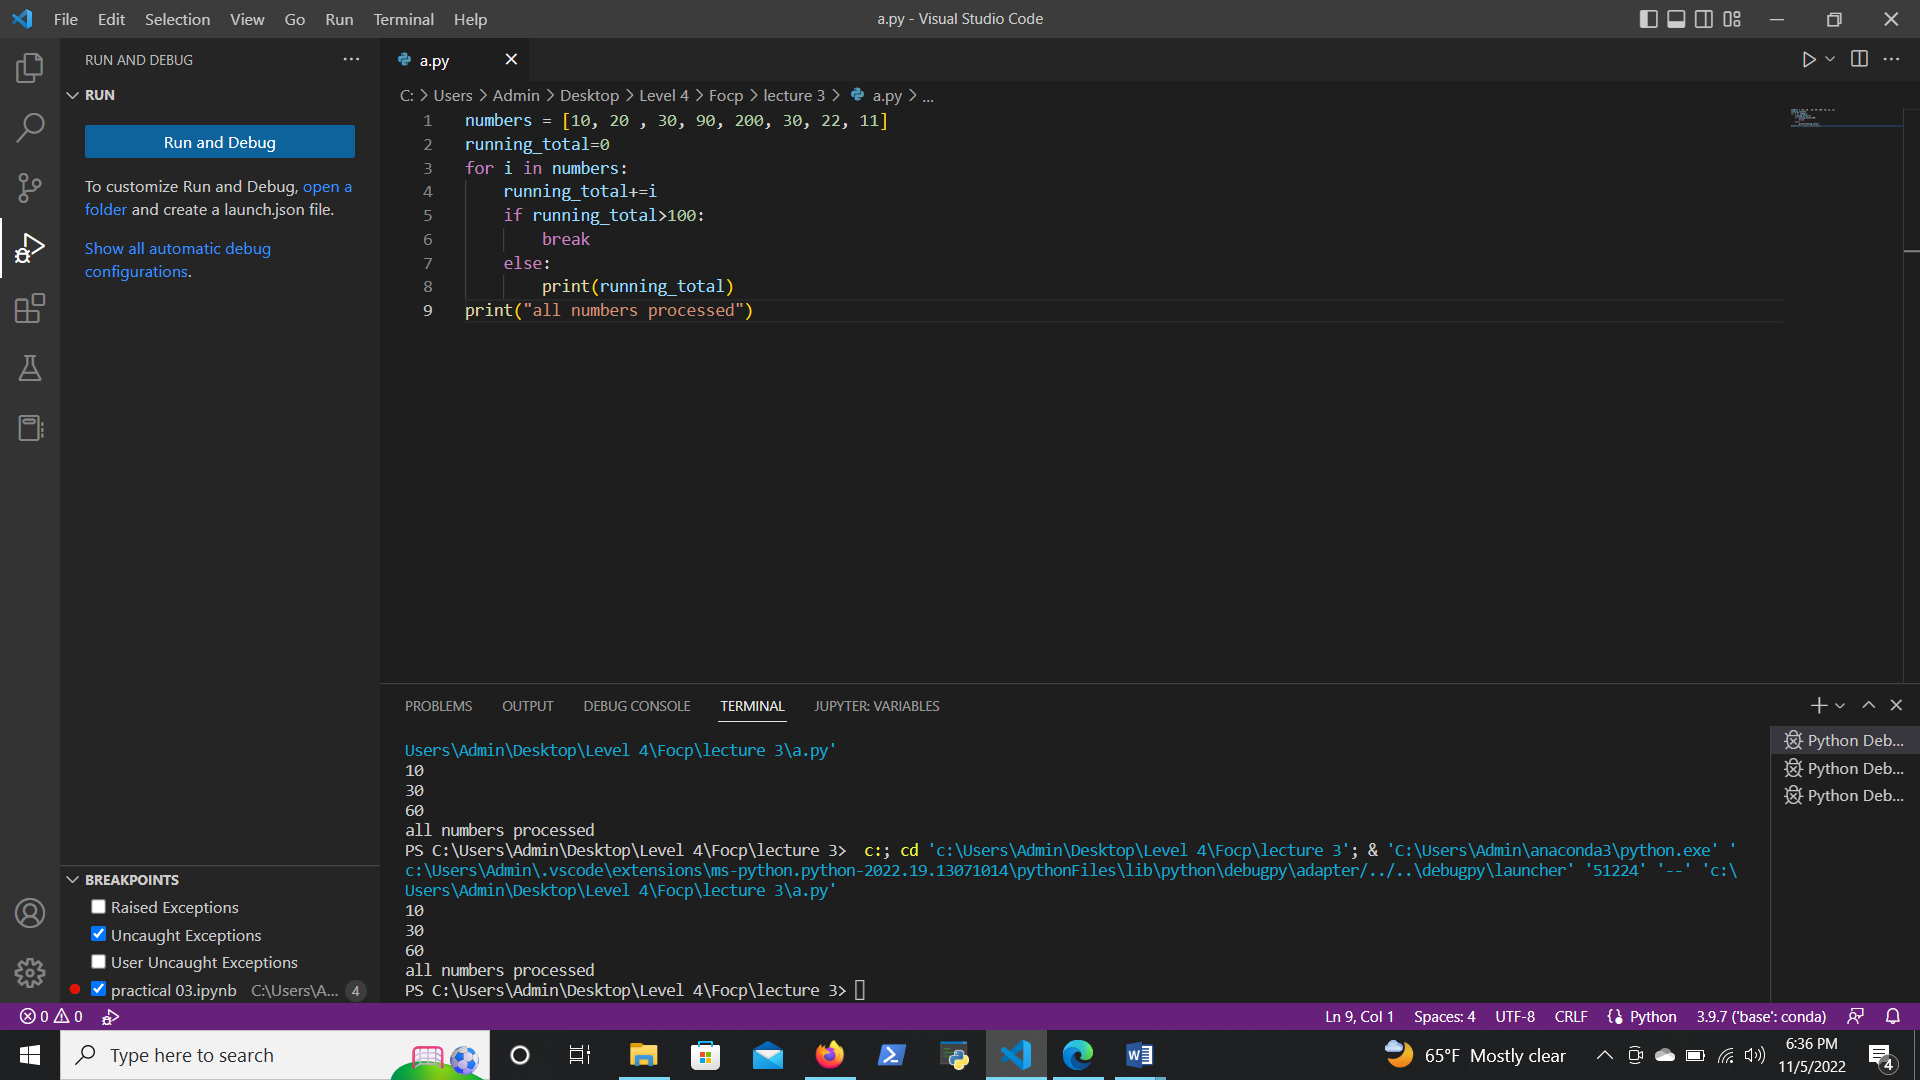 File Edit Selection View Go Run Terminal Help
a.py - Visual Studio Code
RUN AND DEBUG
RUN
Run and Debug
To customize Run and Debug, open a
folder and create a launch.json file.
Show all automatic debug
configurations.
a.py
C: > Users > Admin > Desktop > Level 4 > Focp > lecture 3 > a.py > ...
1 numbers = [10, 20 , 30, 90, 200, 30, 22, 11]
2 running_total=0
3 for i in numbers:
4     running_total+=i
5     if running_total>100:
6         break
7     else:
8         print(running_total)
9 print("all numbers processed")
PROBLEMS OUTPUT DEBUG CONSOLE TERMINAL JUPYTER: VARIABLES
Users\Admin\Desktop\Level 4\Focp\lecture 3\a.py'
10
30
60
all numbers processed
PS C:\Users\Admin\Desktop\Level 4\Focp\lecture 3>  c:; cd 'c:\Users\Admin\Desktop\Level 4\Focp\lecture 3'; & 'C:\Users\Admin\anaconda3\python.exe' '
c:\Users\Admin\.vscode\extensions\ms-python.python-2022.19.13071014\pythonFiles\lib\python\debugpy\adapter/../..\debugpy\launcher' '51224' '--' 'c:\
Users\Admin\Desktop\Level 4\Focp\lecture 3\a.py'
10
30
60
all numbers processed
PS C:\Users\Admin\Desktop\Level 4\Focp\lecture 3>
Python Deb...
Python Deb...
Python Deb...
BREAKPOINTS
Raised Exceptions
Uncaught Exceptions
User Uncaught Exceptions
practical 03.ipynb C:\Users\A... 4
0 0
Ln 9, Col 1 Spaces: 4 UTF-8 CRLF Python 3.9.7 ('base': conda)
Type here to search
65°F Mostly clear
6:36 PM
11/5/2022
4